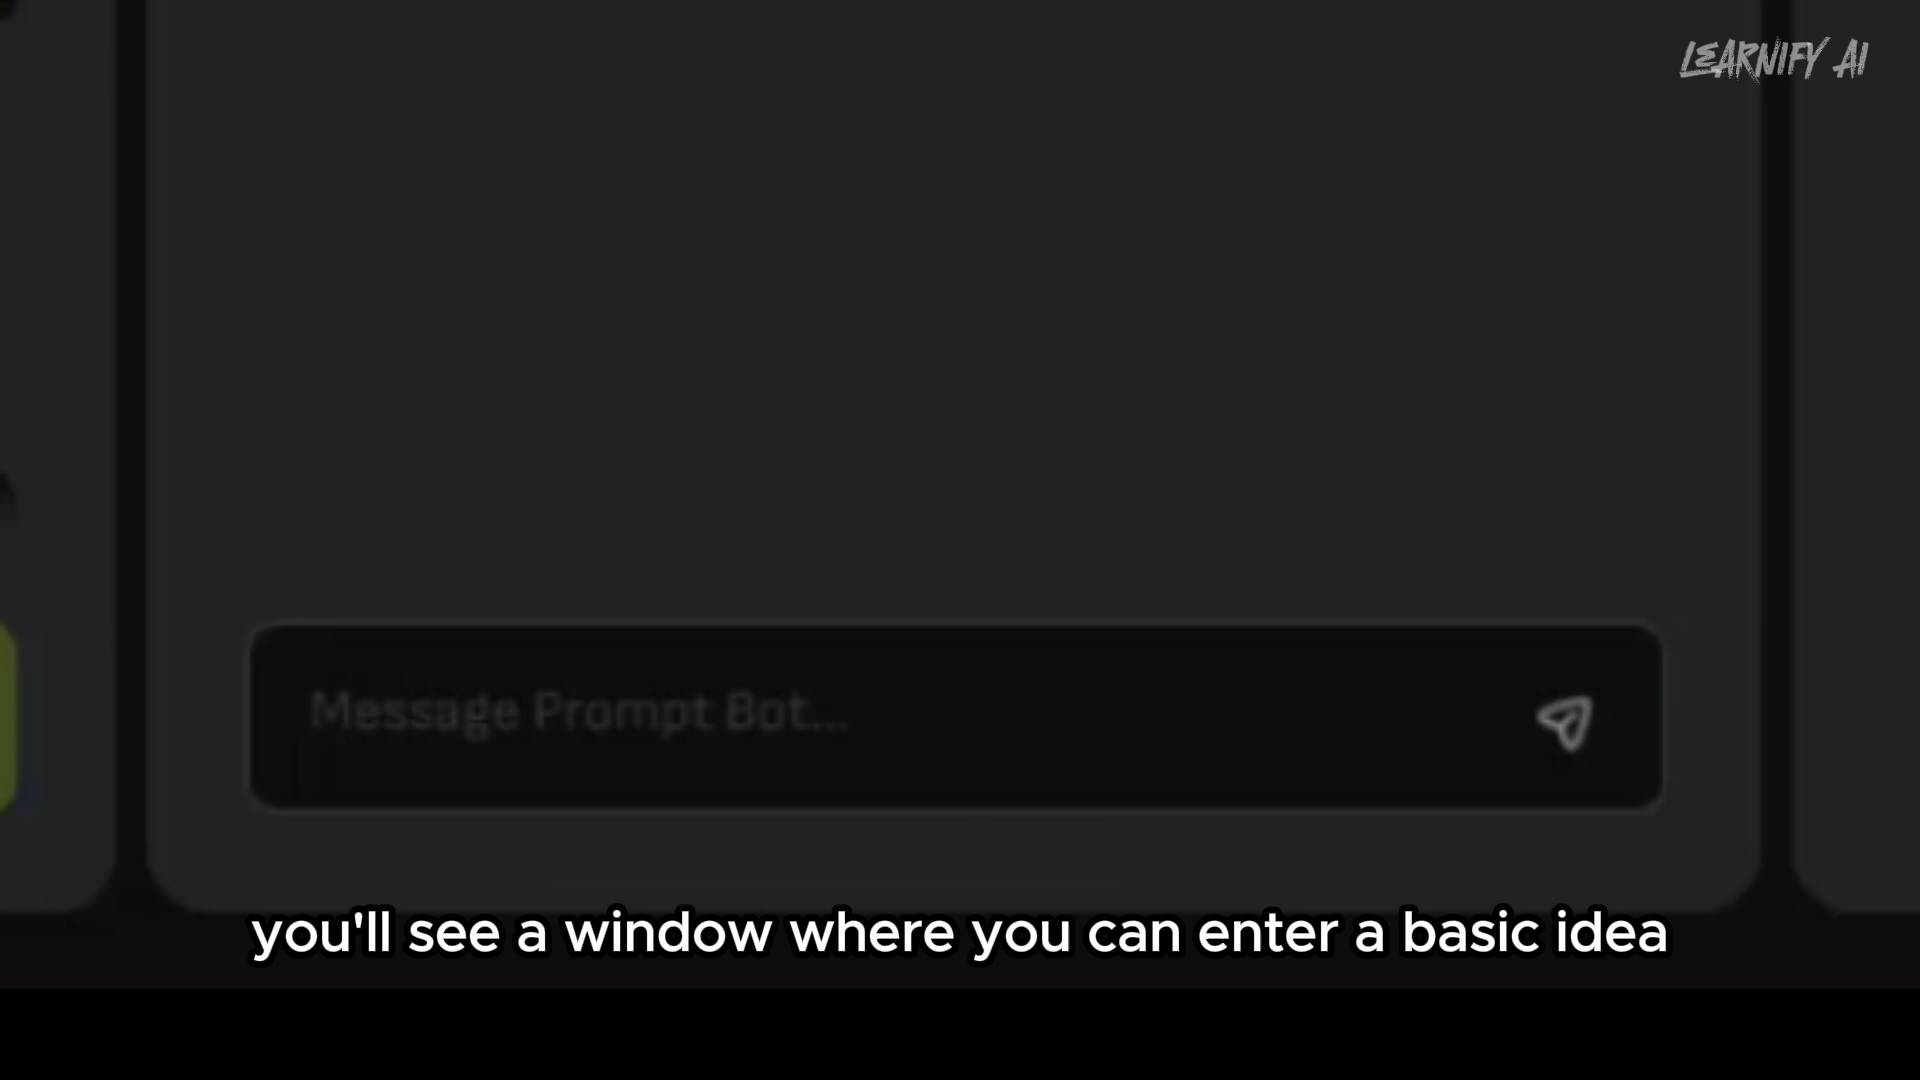 LEARNIFY AI
Message Prompt Bot...
you'll see a window where you can enter a basic idea